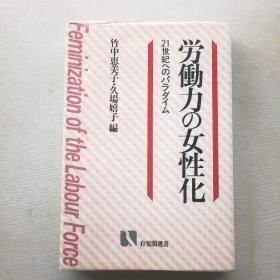 労働力の女性化
21世紀へのパラダイム
竹中恵美子・久場嬉子 編
Feminization of the Labour Force
有斐閣選書